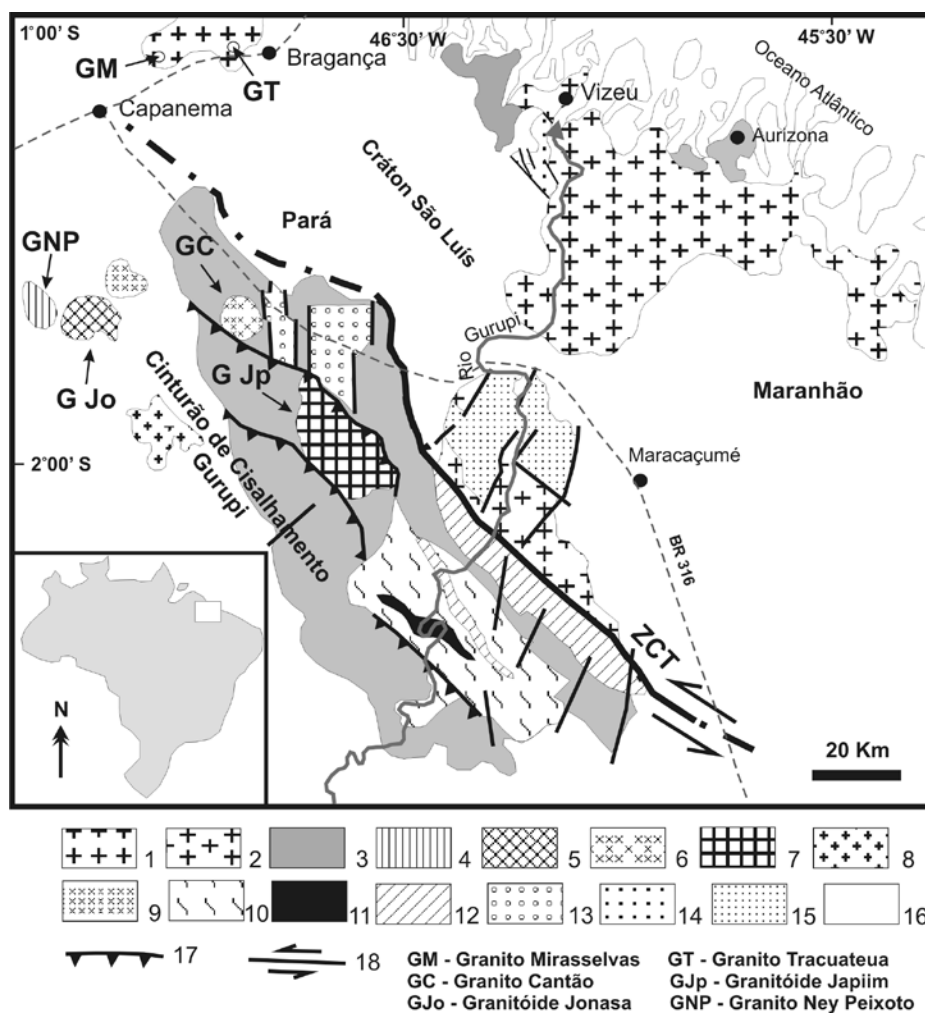 1°00' S
46°30' W
45°30' W
GM
GT
Bragança
Capanema
Vizeu
Oceano Atlântico
Aurizona
Cráton São Luís
Pará
GNP
GC
Rio Gurupi
G Jo
G Jp
Cinturão de Cisalhamento
Gurupi
Maranhão
2°00' S
Maracaçumé
BR 316
ZCT
N
20 Km
1 2 3 4 5 6 7 8
9 10 11 12 13 14 15 16
17 18
GM - Granito Mirasselvas GT - Granito Tracuateua
GC - Granito Cantão GJp - Granitóide Japiim
GJo - Granitóide Jonasa GNP - Granito Ney Peixoto